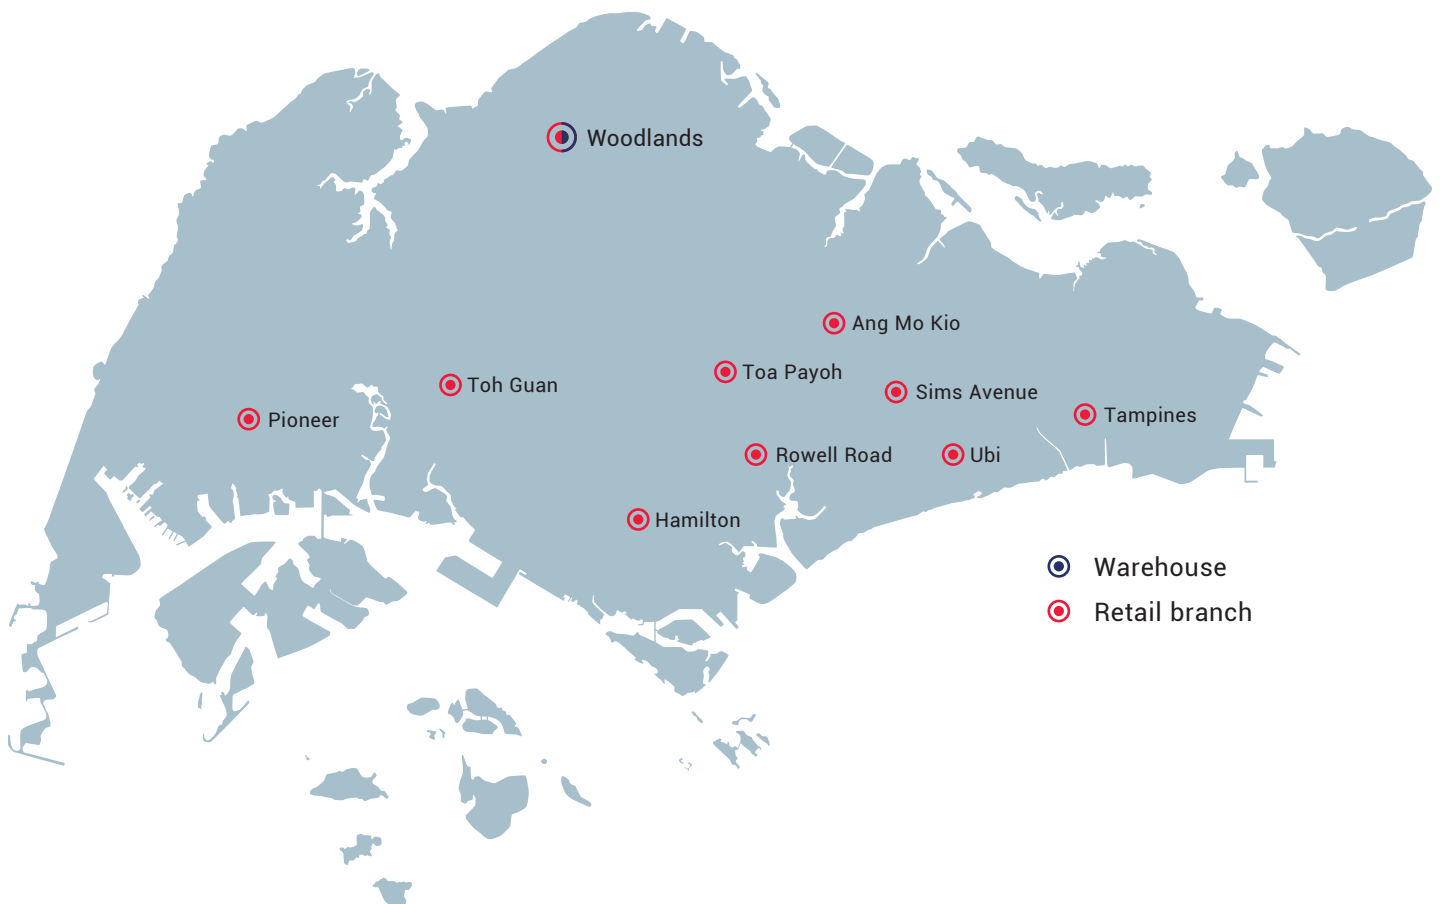 Woodlands
Ang Mo Kio
Toa Payoh
Toh Guan
Sims Avenue
Tampines
Pioneer
Rowell Road
Ubi
Hamilton
Warehouse
Retail branch